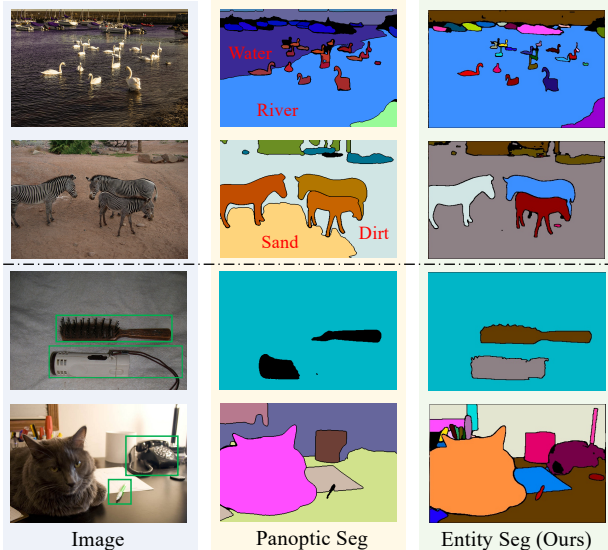 Water
River
Sand
Dirt
Image
Panoptic Seg
Entity Seg (Ours)